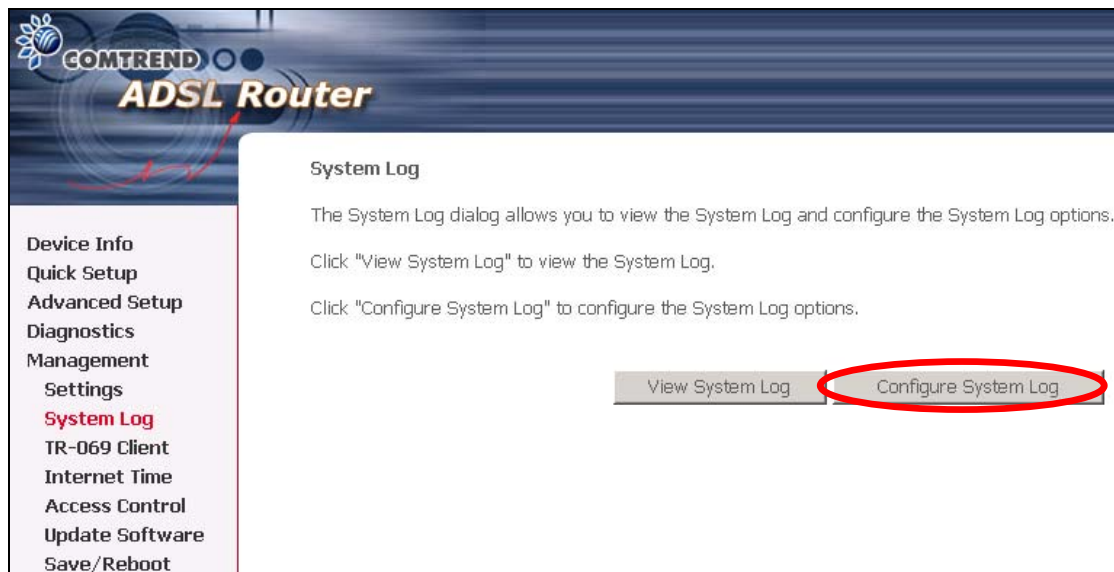 COMTREND
ADSL Router
System Log
The System Log dialog allows you to view the System Log and configure the System Log options.
Click "View System Log" to view the System Log.
Click "Configure System Log" to configure the System Log options.
View System Log
Configure System Log
Device Info
Quick Setup
Advanced Setup
Diagnostics
Management
Settings
System Log
TR-069 Client
Internet Time
Access Control
Update Software
Save/Reboot